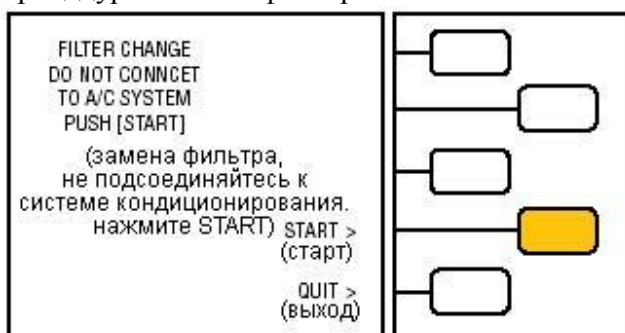 FILTER CHANGE
DO NOT CONNCET
TO A/C SYSTEM
PUSH [START]
(замена фильтра,
не подсоединяйтесь к
системе кондиционирования.
нажмите START) START >
(старт)
QUIT >
(выход)